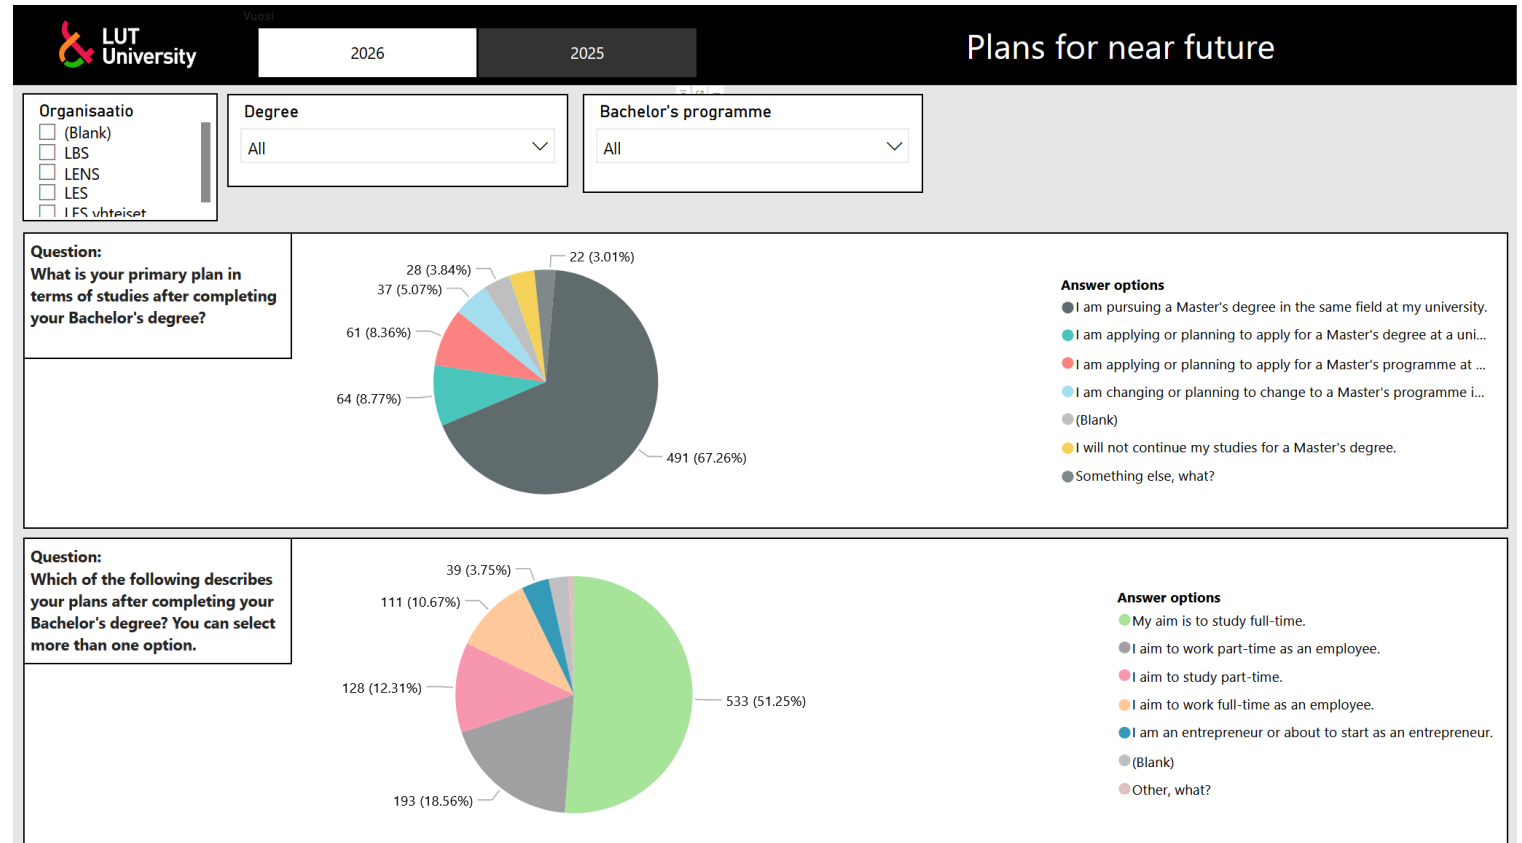 Vuosi
LUT
University
2026
2025
Plans for near future
Organisaatio
(Blank)
LBS
LENS
LES
LES yhteiset
Degree
All
Bachelor's programme
All
Question:
What is your primary plan in
terms of studies after completing
your Bachelor's degree?
22 (3.01%)
28 (3.84%)
37 (5.07%)
61 (8.36%)
64 (8.77%)
491 (67.26%)
Answer options
I am pursuing a Master's degree in the same field at my university.
I am applying or planning to apply for a Master's degree at a uni...
I am applying or planning to apply for a Master's programme at ...
I am changing or planning to change to a Master's programme i...
(Blank)
I will not continue my studies for a Master's degree.
Something else, what?
Question:
Which of the following describes
your plans after completing your
Bachelor's degree? You can select
more than one option.
39 (3.75%)
111 (10.67%)
128 (12.31%)
193 (18.56%)
533 (51.25%)
Answer options
My aim is to study full-time.
I aim to work part-time as an employee.
I aim to study part-time.
I aim to work full-time as an employee.
I am an entrepreneur or about to start as an entrepreneur.
(Blank)
Other, what?